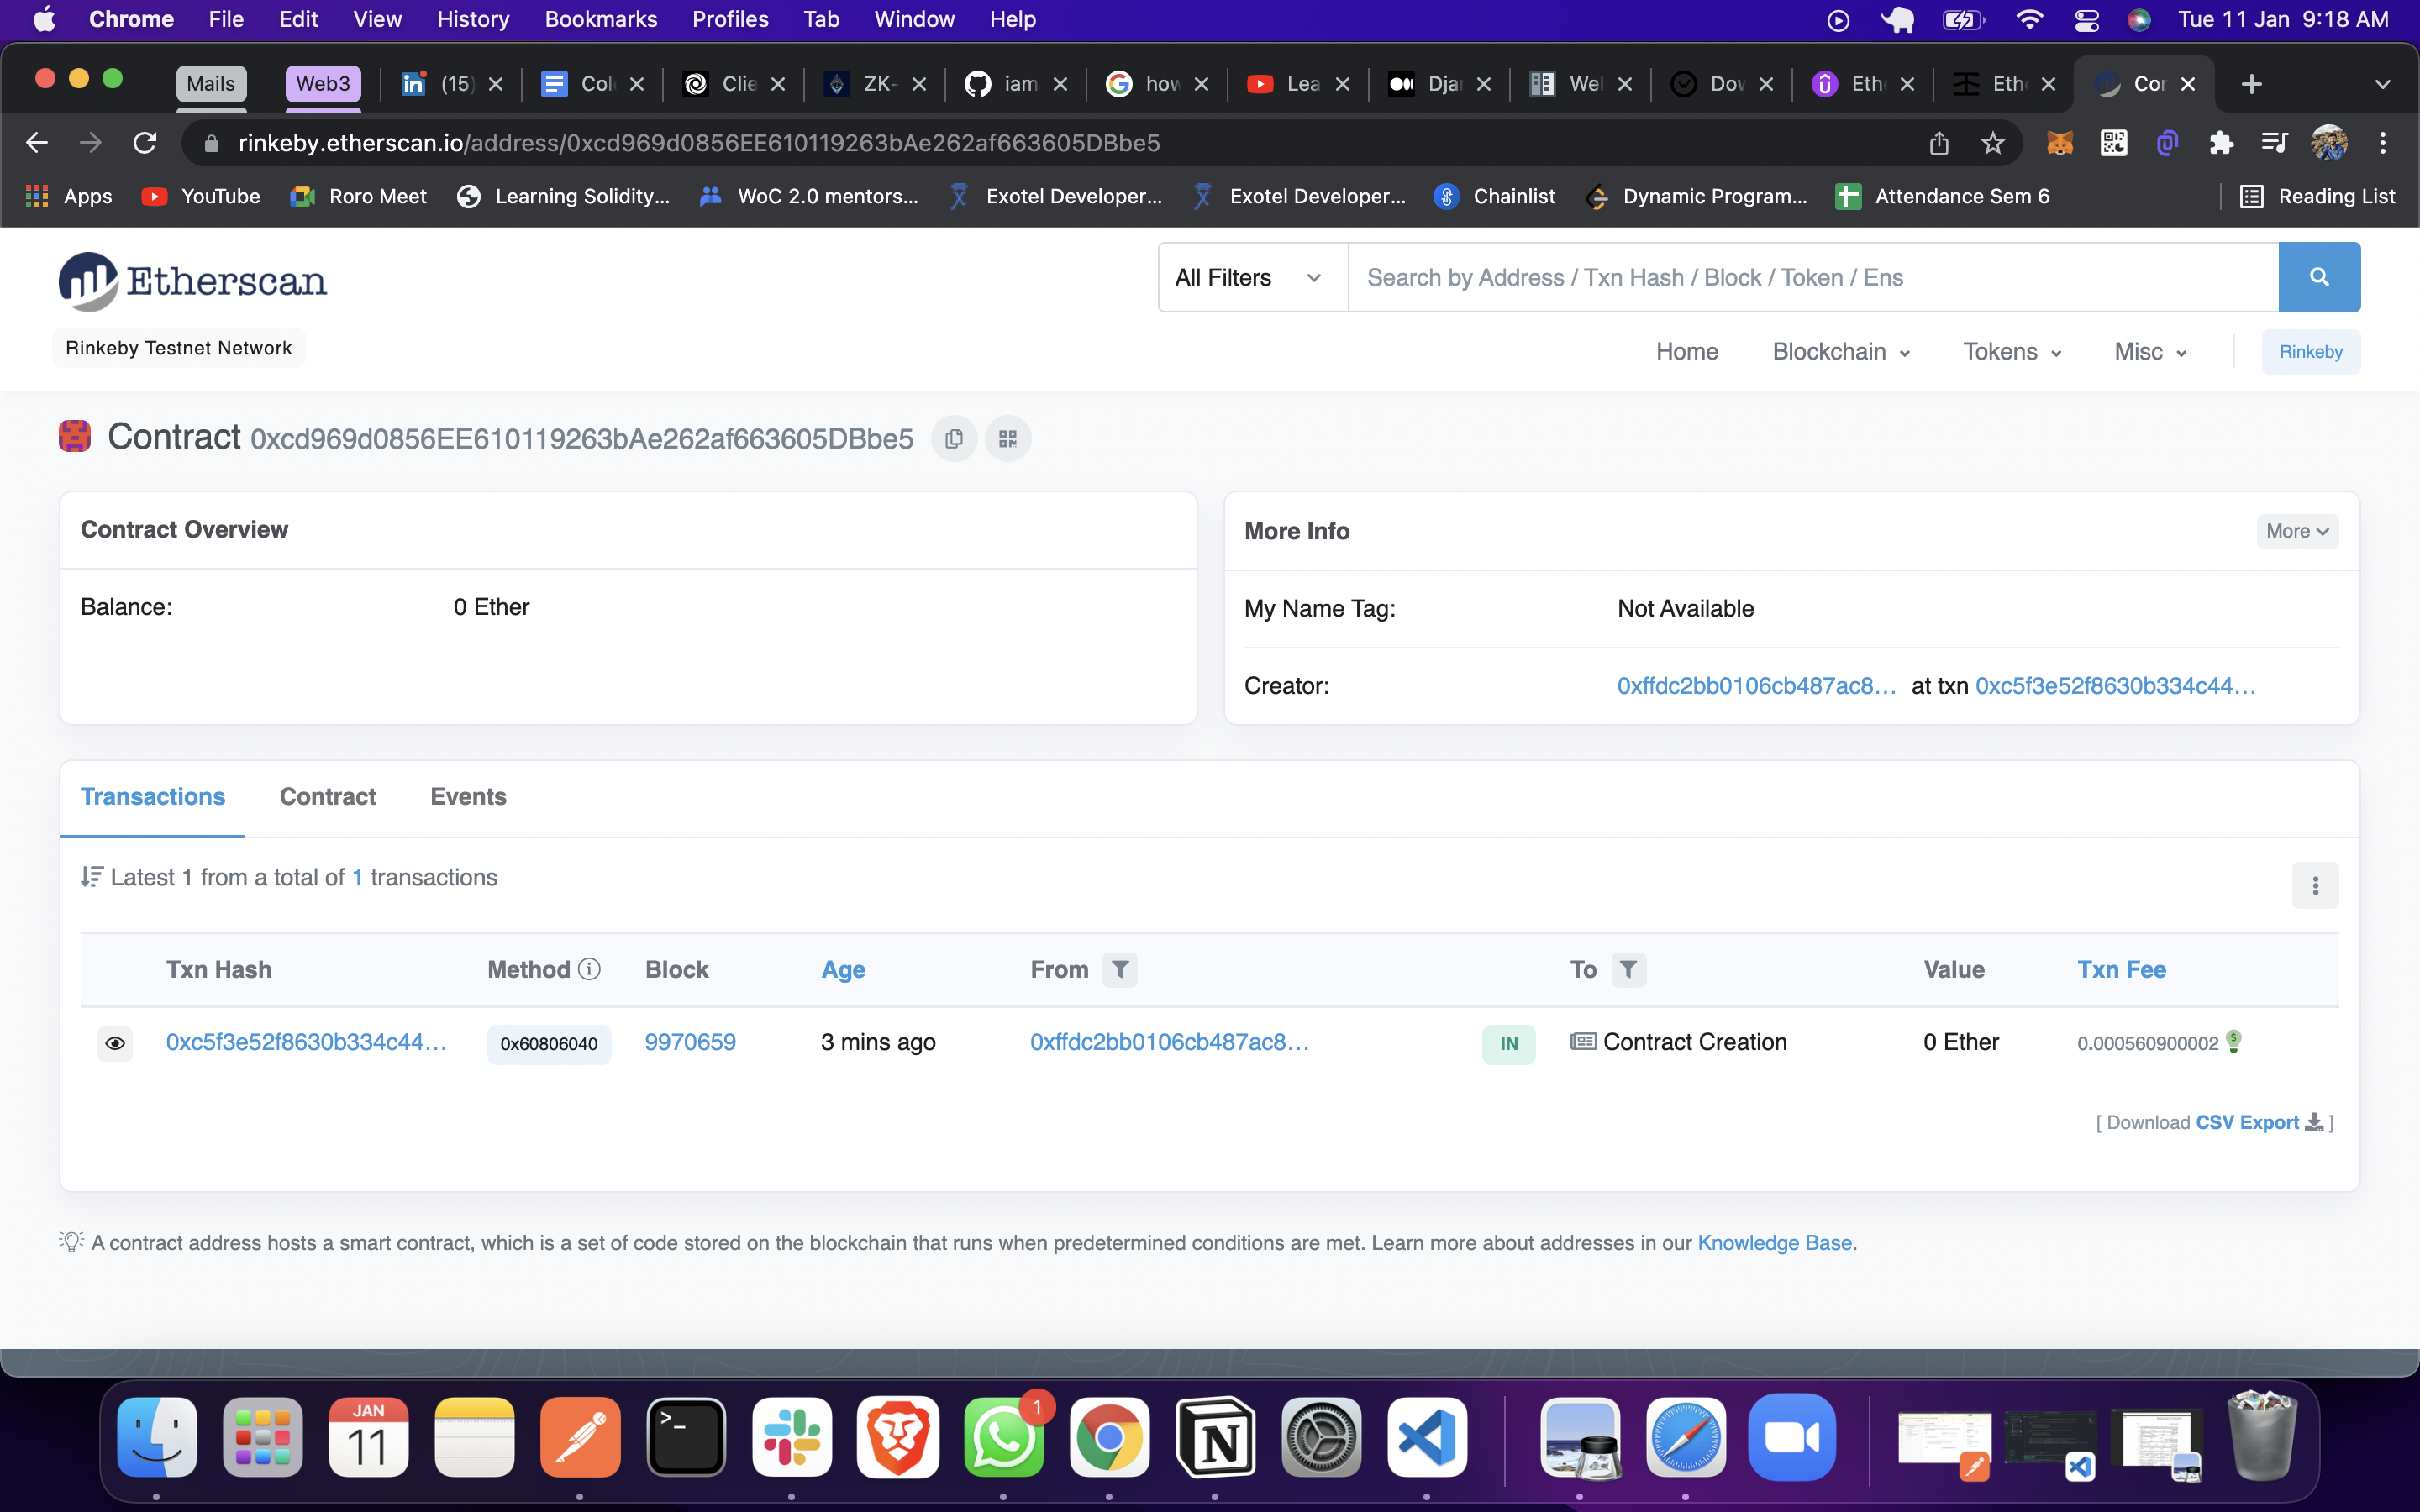 Chrome File Edit View History Bookmarks Profiles Tab Window Help Tue 11 Jan 9:18 AM
Mails Web3 (15) Col Clie ZK- iam how Lea Djan Wel Dov Eth Eth Cor
rinkeby.etherscan.io/address/0xcd969d0856EE610119263bAe262af663605DBbe5
Apps YouTube Roro Meet Learning Solidity... WoC 2.0 mentors... Exotel Developer... Exotel Developer... Chainlist Dynamic Program... Attendance Sem 6 Reading List
Etherscan
All Filters Search by Address / Txn Hash / Block / Token / Ens
Rinkeby Testnet Network
Home Blockchain Tokens Misc Rinkeby
Contract 0xcd969d0856EE610119263bAe262af663605DBbe5
Contract Overview
Balance: 0 Ether
More Info More
My Name Tag: Not Available
Creator: 0xffdc2bb0106cb487ac8... at txn 0xc5f3e52f8630b334c44...
Transactions Contract Events
Latest 1 from a total of 1 transactions
Txn Hash Method Block Age From To Value Txn Fee
0xc5f3e52f8630b334c44... 0x60806040 9970659 3 mins ago 0xffdc2bb0106cb487ac8... IN Contract Creation 0 Ether 0.000560900002
[ Download CSV Export ]
A contract address hosts a smart contract, which is a set of code stored on the blockchain that runs when predetermined conditions are met. Learn more about addresses in our Knowledge Base.
JAN
11
1